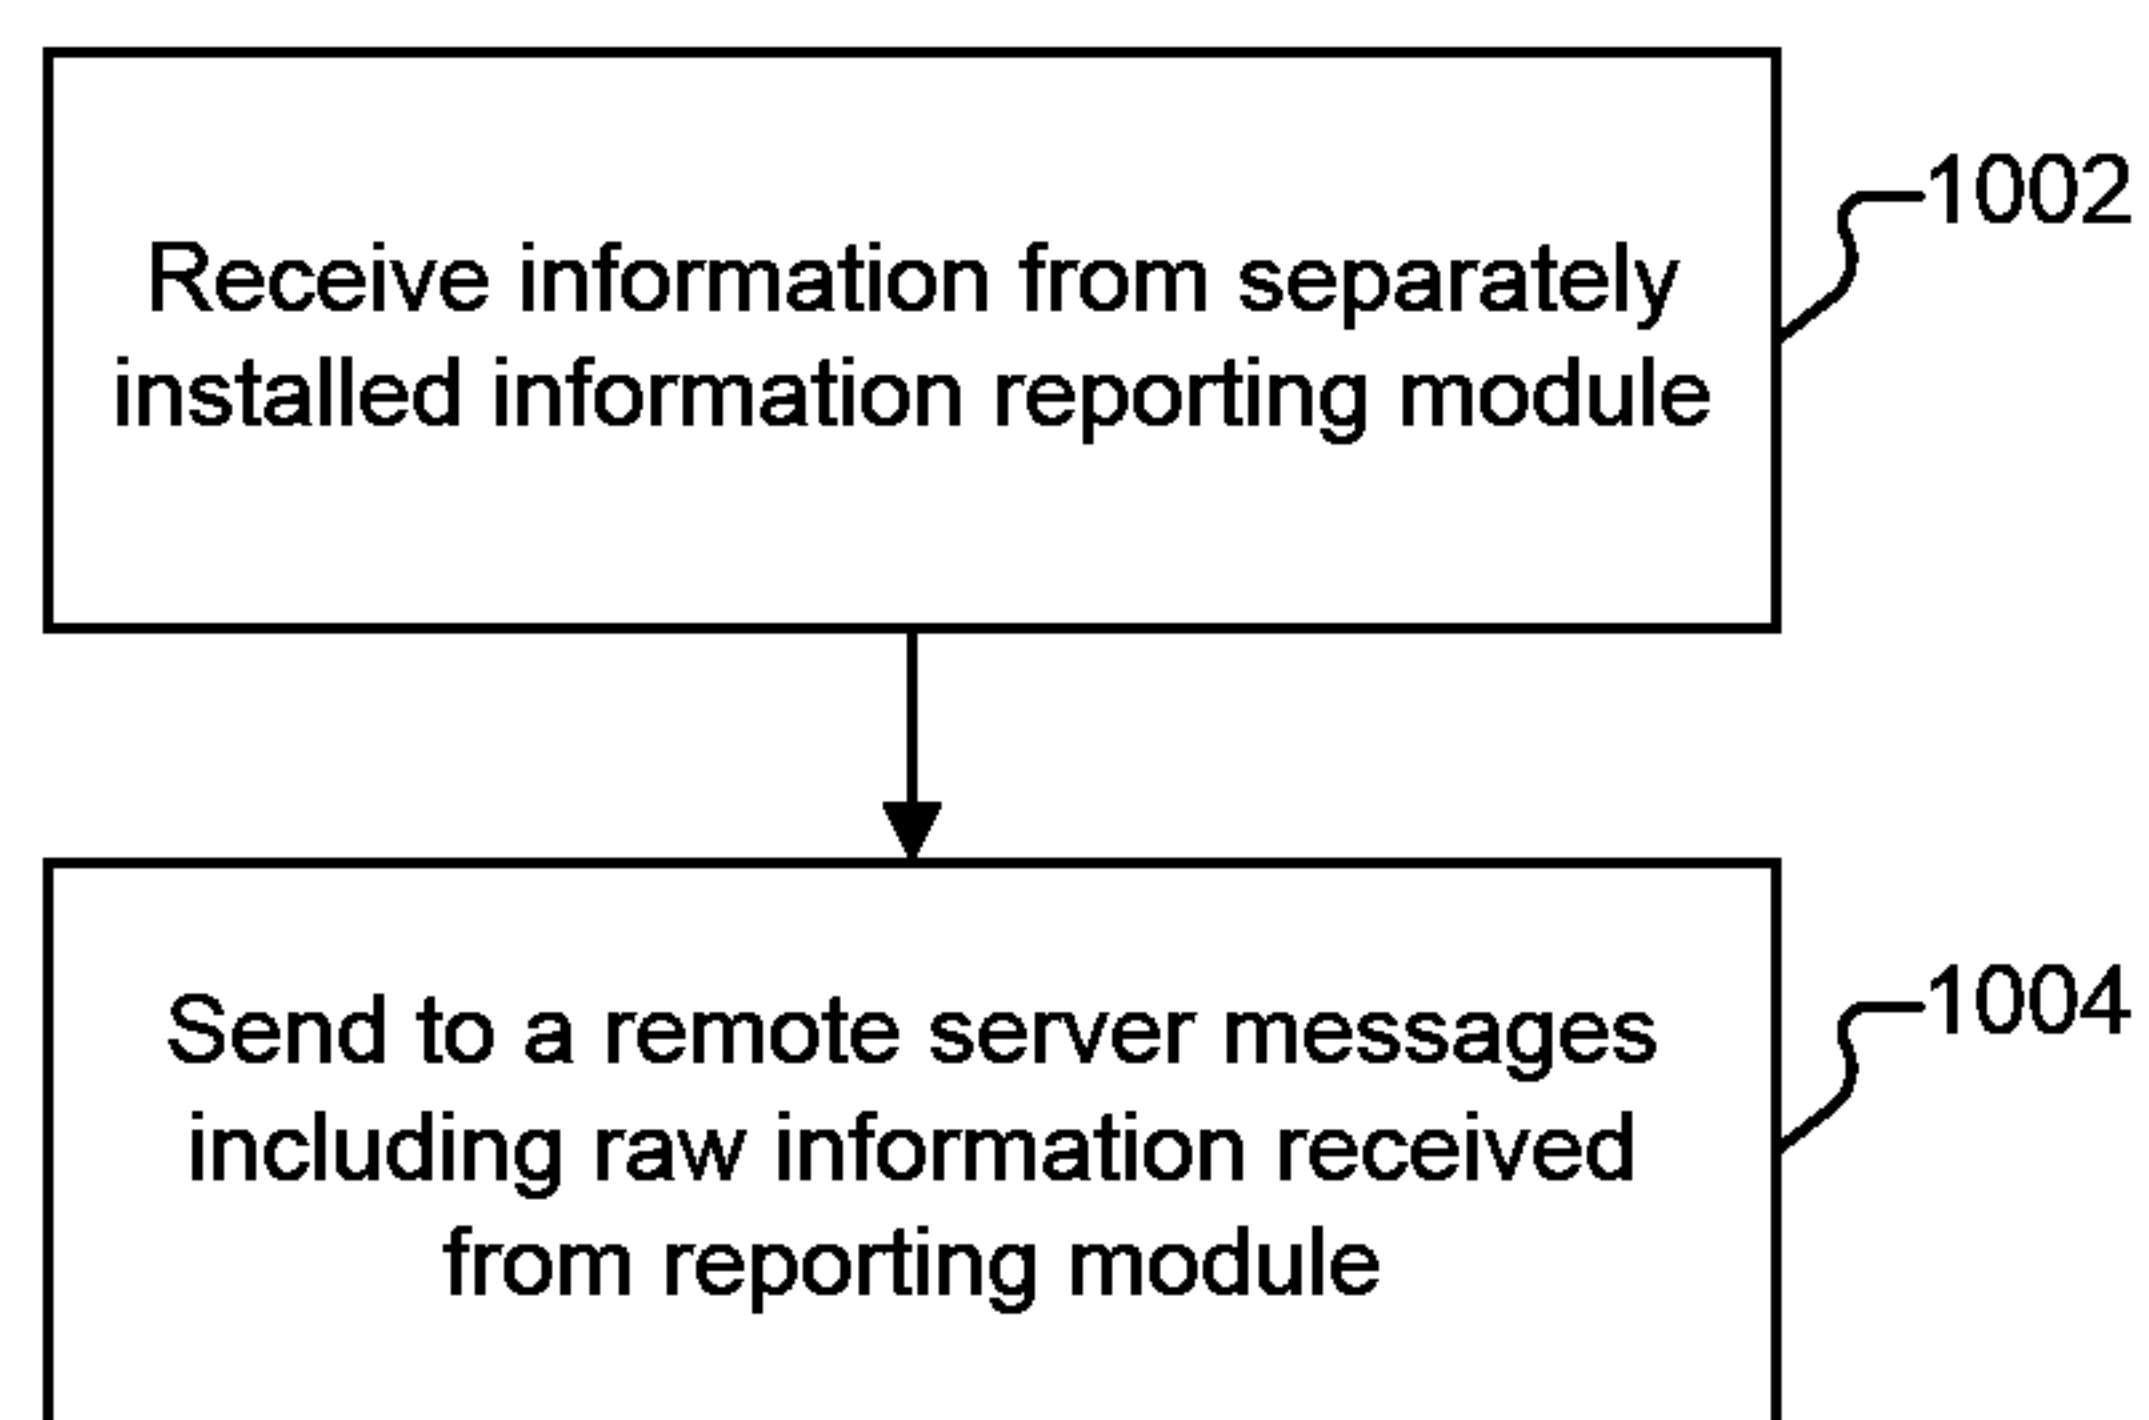 1002
Receive information from separately
installed information reporting module
1004
Send to a remote server messages
including raw information received
from reporting module